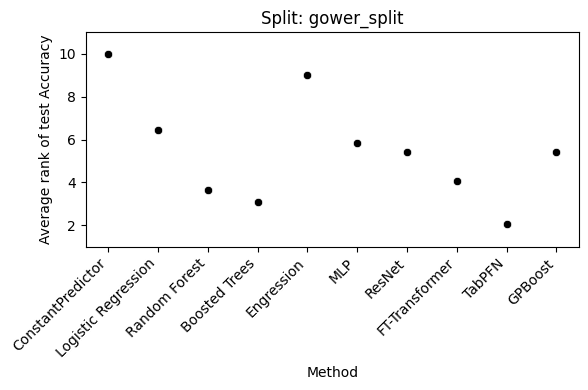 Split: gower_split
Average rank of test Accuracy
10
8
6
4
2
ConstantPredictor
Logistic Regression
Random Forest
Boosted Trees
Engression
MLP
ResNet
FT-Transformer
TabPFN
GPBoost
Method